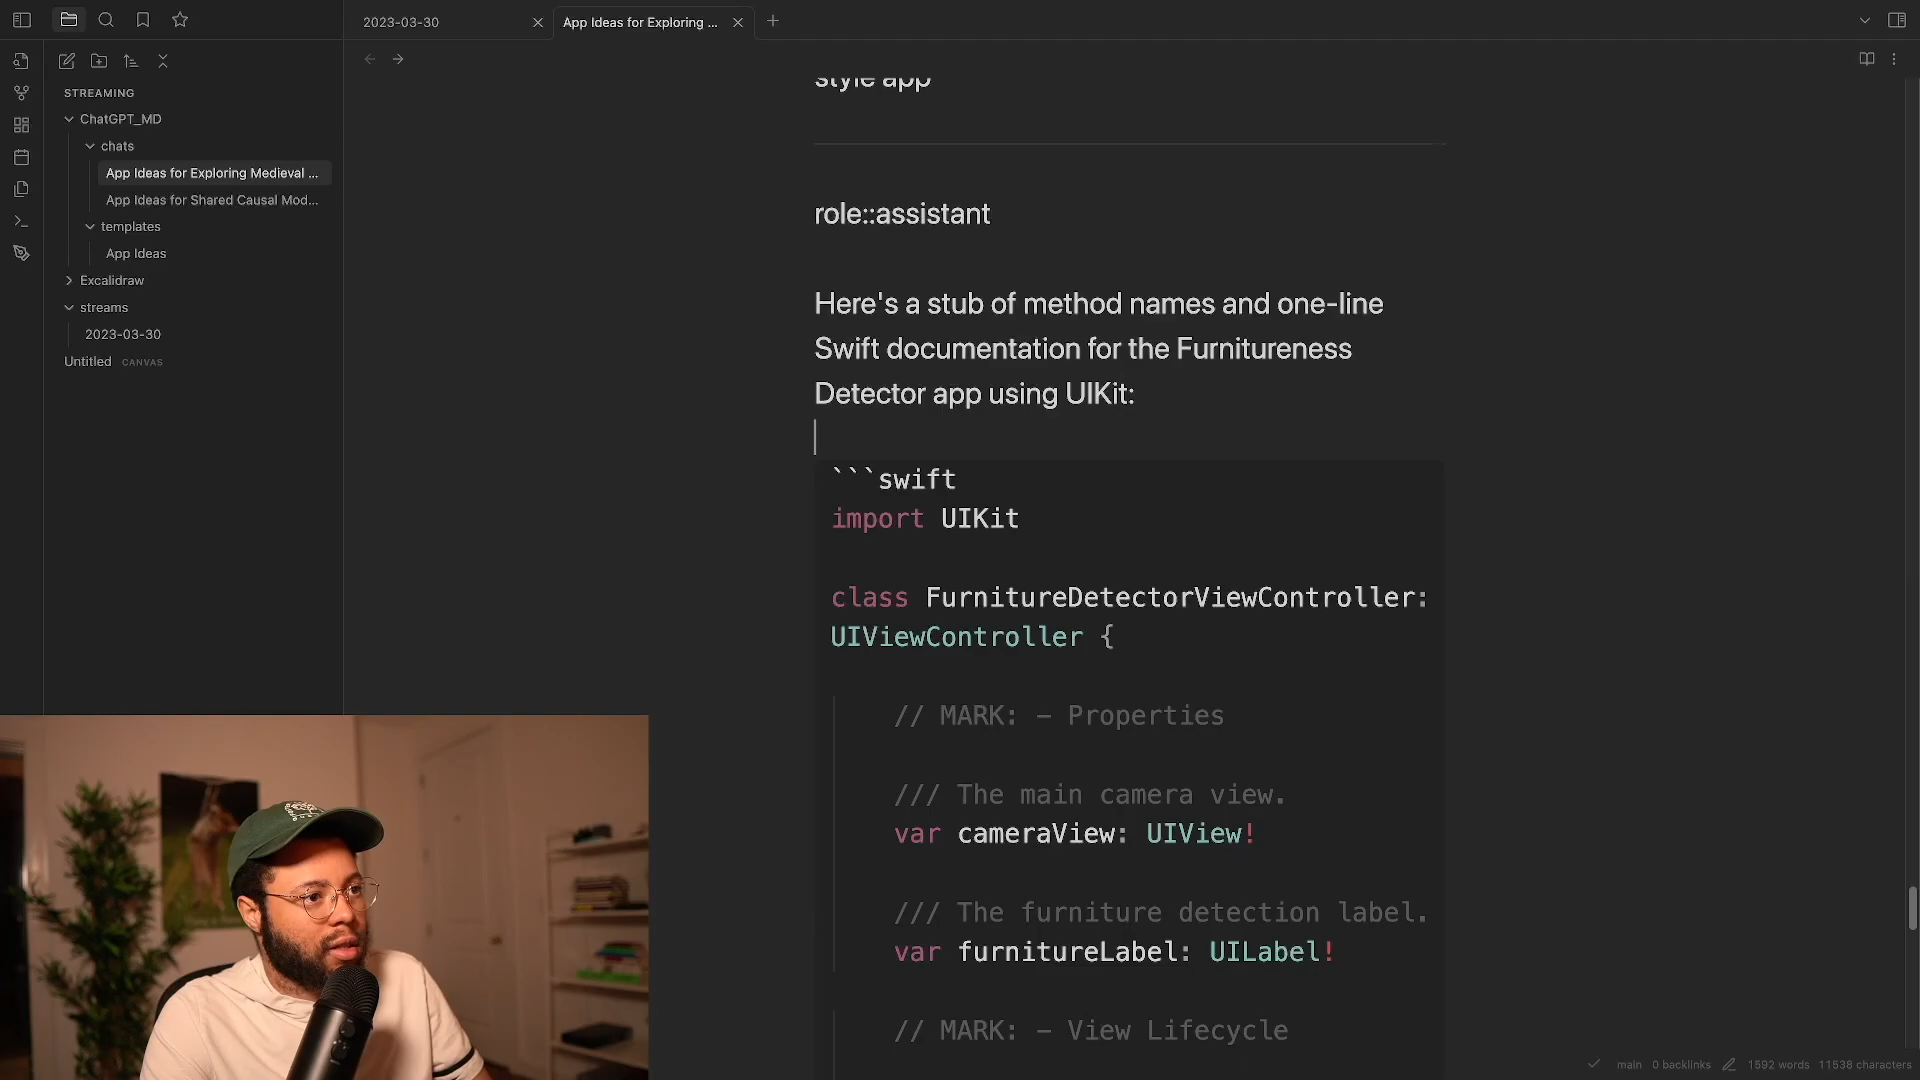 2023-03-30
App Ideas for Exploring ...
STREAMING
ChatGPT_MD
chats
App Ideas for Exploring Medieval ...
App Ideas for Shared Causal Mod...
templates
App Ideas
Excalidraw
streams
2023-03-30
Untitled CANVAS
style app
role::assistant
Here's a stub of method names and one-line
Swift documentation for the Furnitureness
Detector app using UIKit:
```swift
import UIKit
class FurnitureDetectorViewController:
UIViewController {
// MARK: – Properties
/// The main camera view.
var cameraView: UIView!
/// The furniture detection label.
var furnitureLabel: UILabel!
// MARK: – View Lifecycle
main 0 backlinks 1592 words 11538 characters